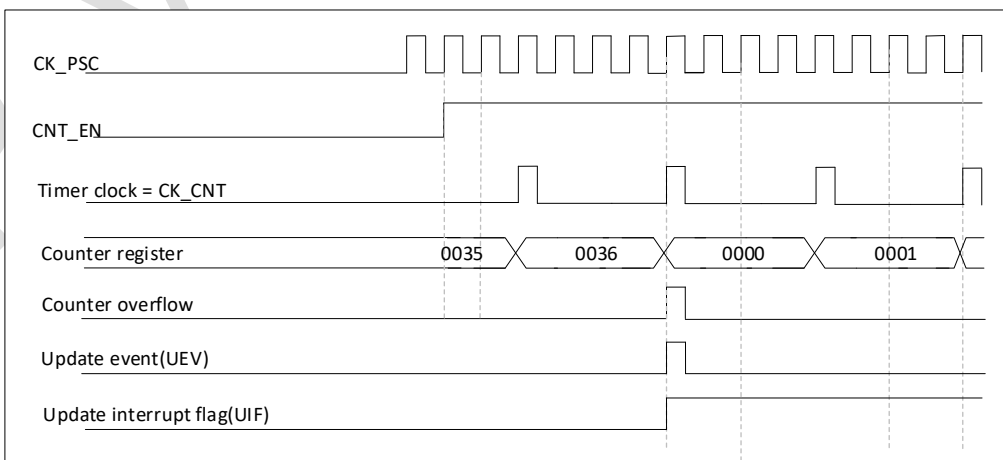 CK_PSC
CNT_EN
Timer clock = CK_CNT
Counter register 0035 0036 0000 0001
Counter overflow
Update event(UEV)
Update interrupt flag(UIF)